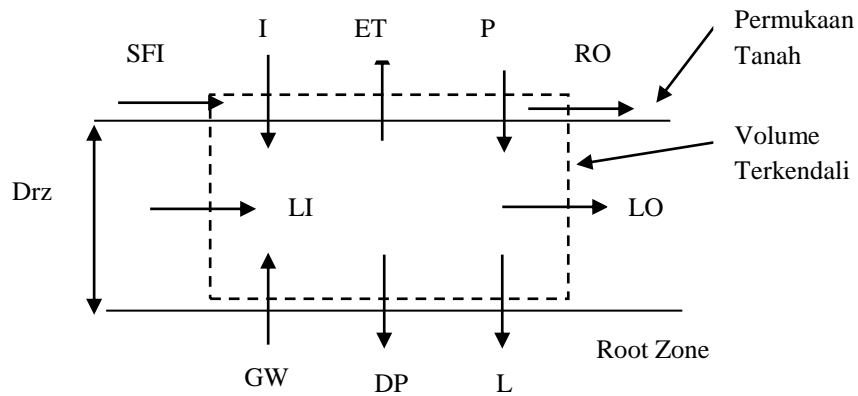 I ET P
SFI RO
Permukaan
Tanah
Volume
Terkendali
Drz
LI LO
Root Zone
GW DP L